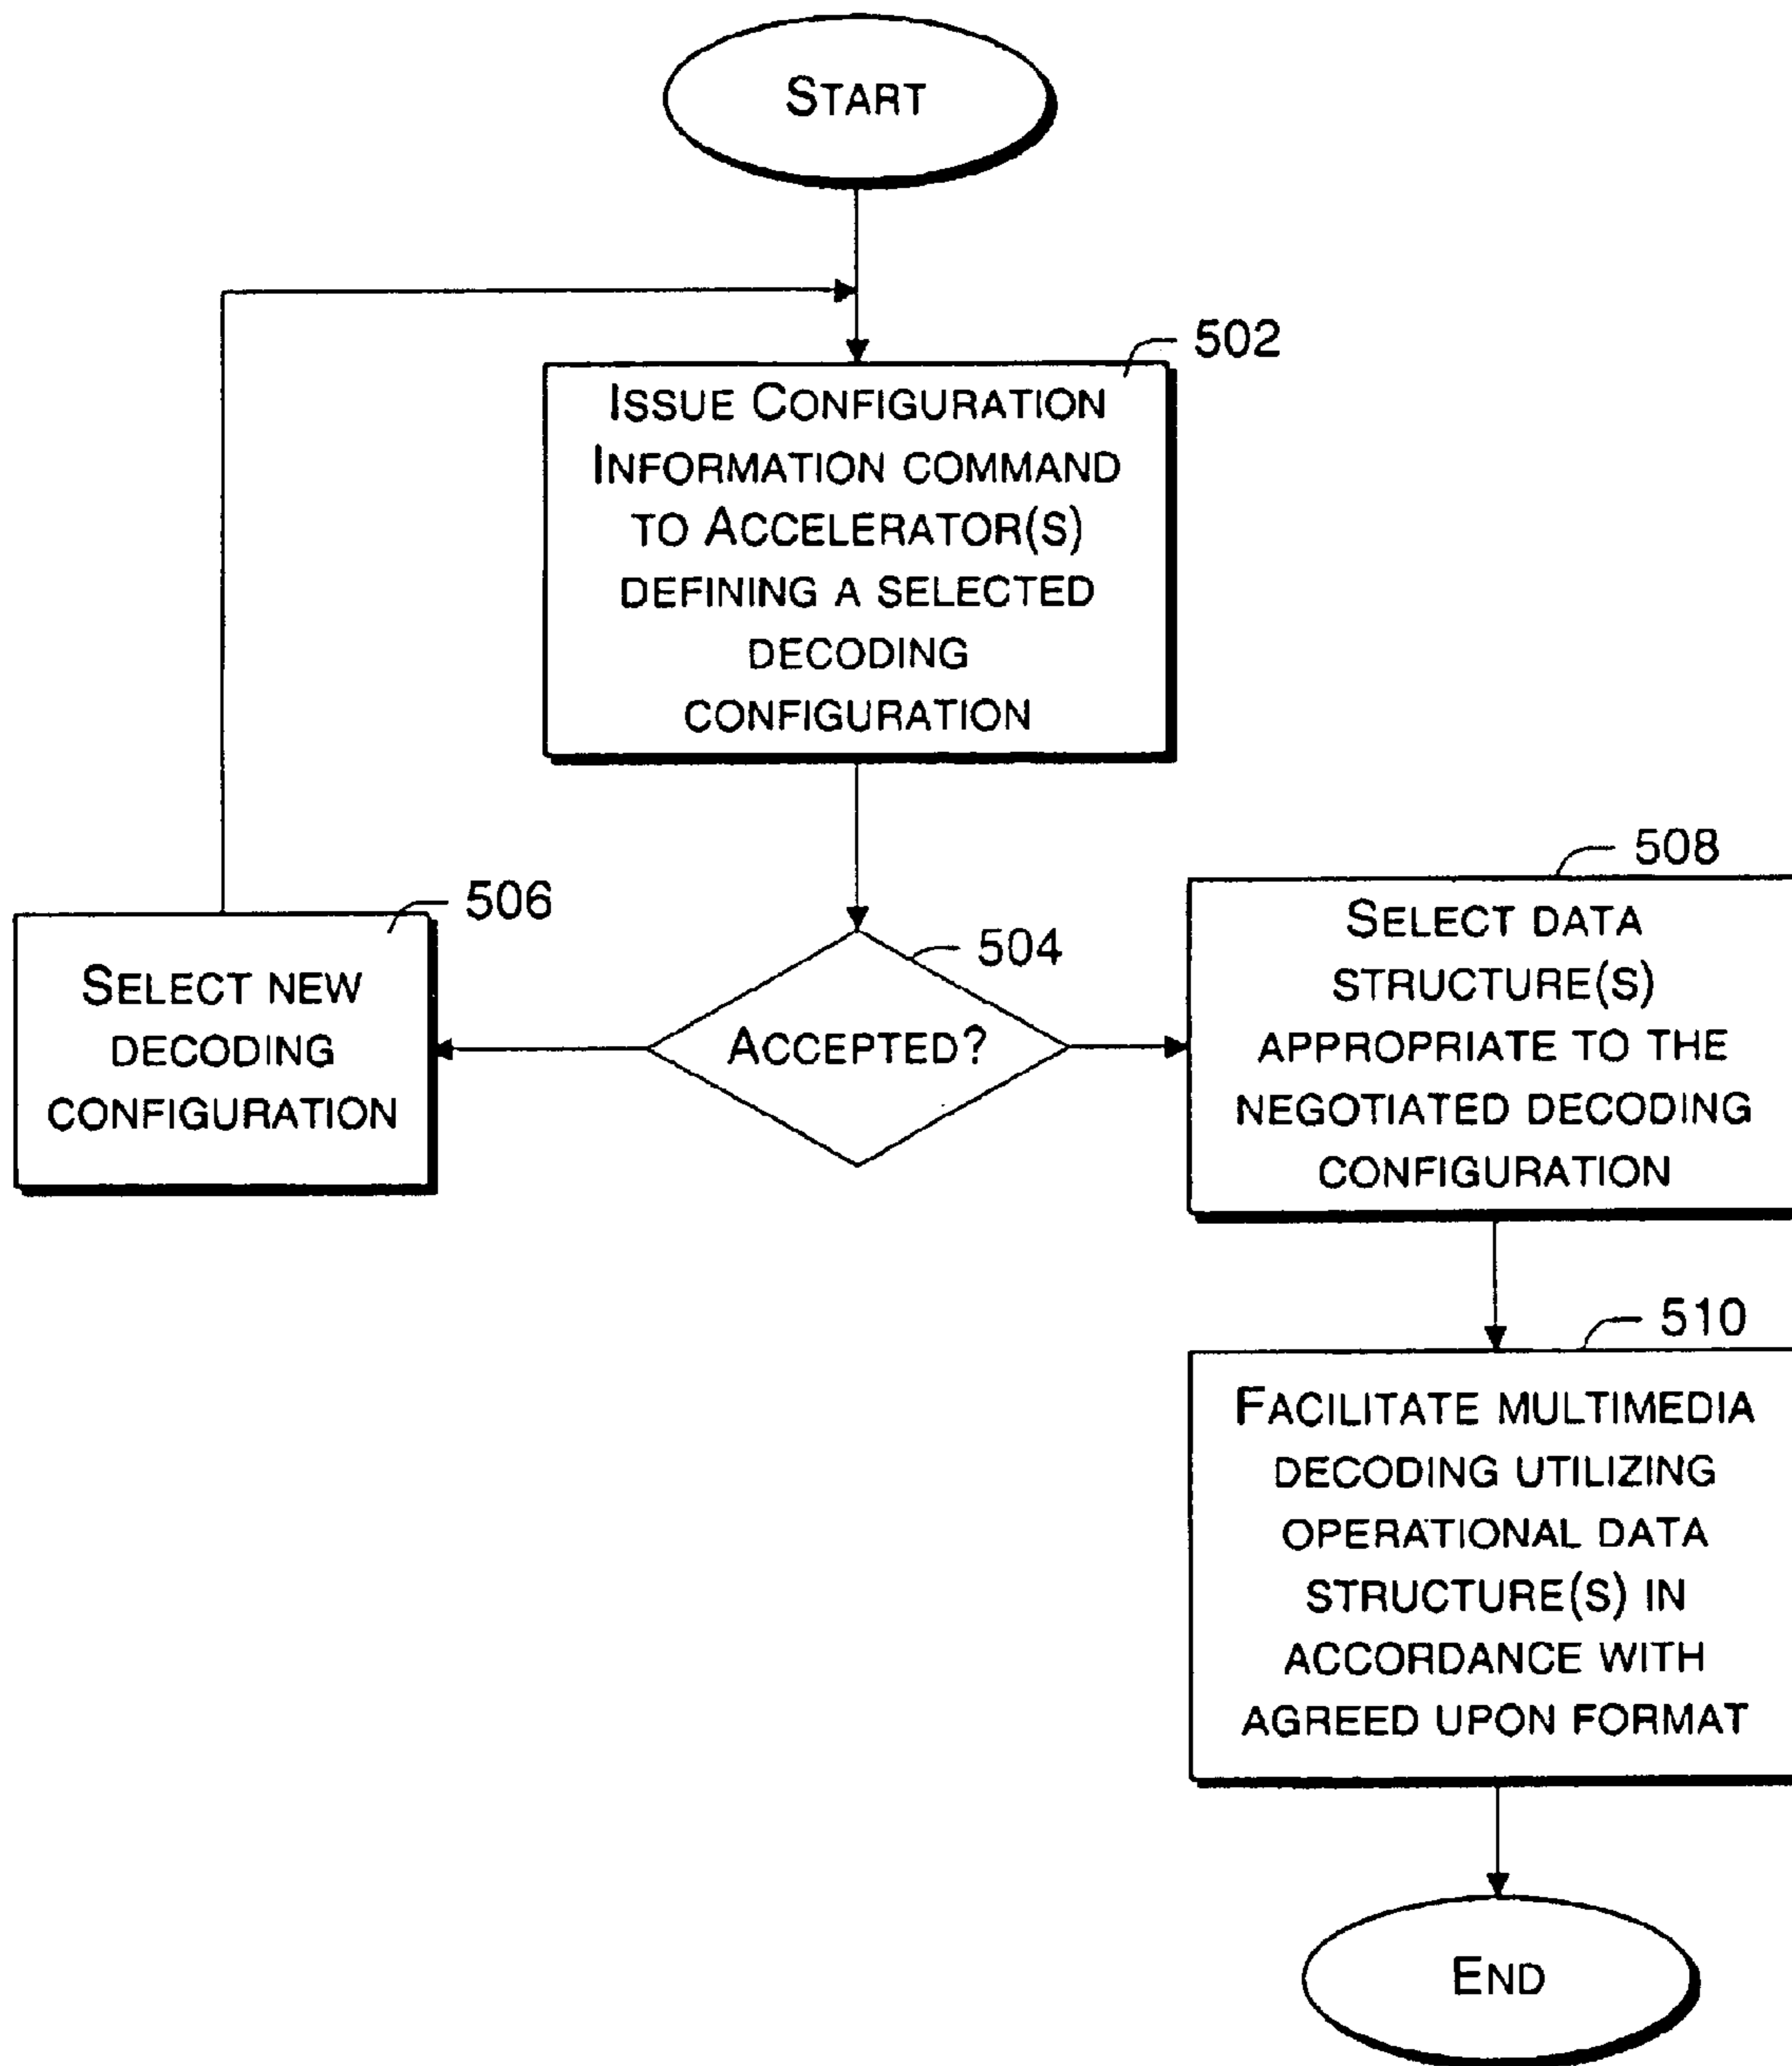 START
502
ISSUE CONFIGURATION
INFORMATION COMMAND
TO ACCELERATOR(S)
DEFINING A SELECTED
DECODING
CONFIGURATION
504
ACCEPTED?
506
SELECT NEW
DECODING
CONFIGURATION
508
SELECT DATA
STRUCTURE(S)
APPROPRIATE TO THE
NEGOTIATED DECODING
CONFIGURATION
510
FACILITATE MULTIMEDIA
DECODING UTILIZING
OPERATIONAL DATA
STRUCTURE(S) IN
ACCORDANCE WITH
AGREED UPON FORMAT
END